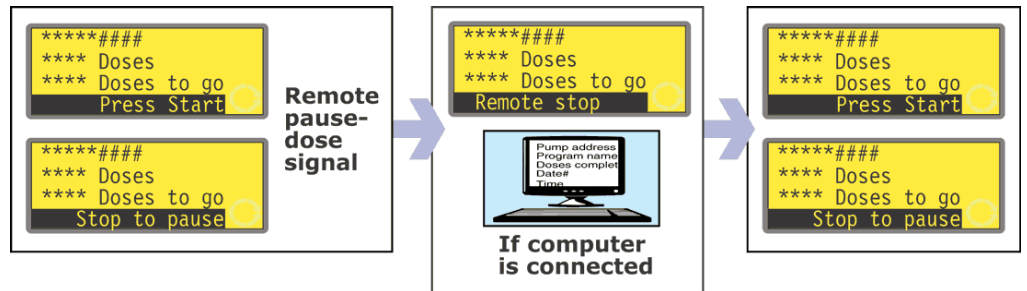 *****####
**** Doses
**** Doses to go
Press Start
*****####
**** Doses
**** Doses to go
Stop to pause
Remote
pause-
dose
signal
*****####
**** Doses
**** Doses to go
Remote stop
Pump address
Program name
Doses complet
Date#
Time
If computer
is connected
*****####
**** Doses
**** Doses to go
Press Start
*****####
**** Doses
**** Doses to go
Stop to pause